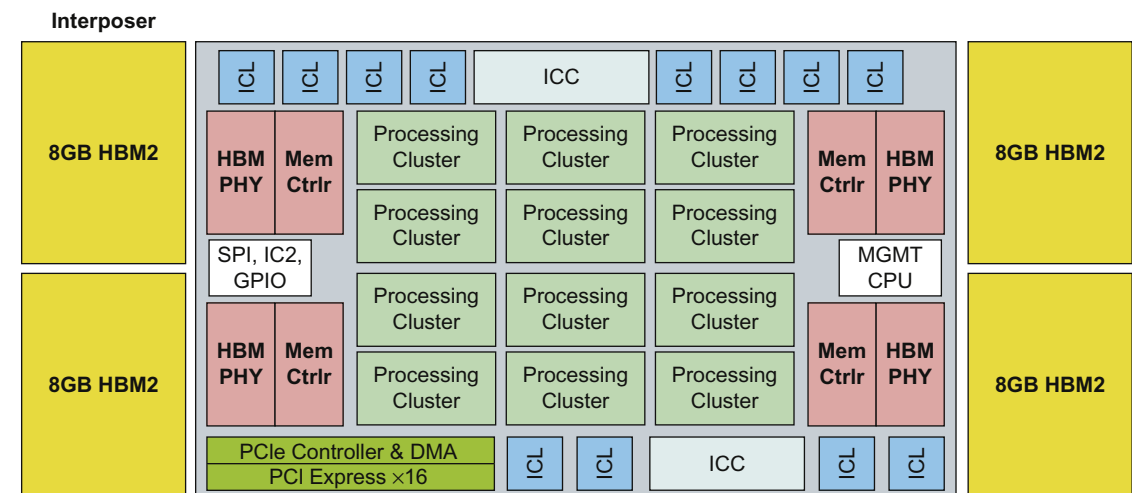 Interposer
ICL
ICL
ICL
ICL
ICC
ICL
ICL
ICL
ICL
8GB HBM2
HBM
PHY
Mem
Ctrlr
Processing
Cluster
Processing
Cluster
Processing
Cluster
Mem
Ctrlr
HBM
PHY
8GB HBM2
Processing
Cluster
Processing
Cluster
Processing
Cluster
SPI, IC2,
GPIO
MGMT
CPU
8GB HBM2
HBM
PHY
Mem
Ctrlr
Processing
Cluster
Processing
Cluster
Processing
Cluster
Mem
Ctrlr
HBM
PHY
8GB HBM2
Processing
Cluster
Processing
Cluster
Processing
Cluster
PCIe Controller & DMA
PCI Express ×16
ICL
ICL
ICC
ICL
ICL